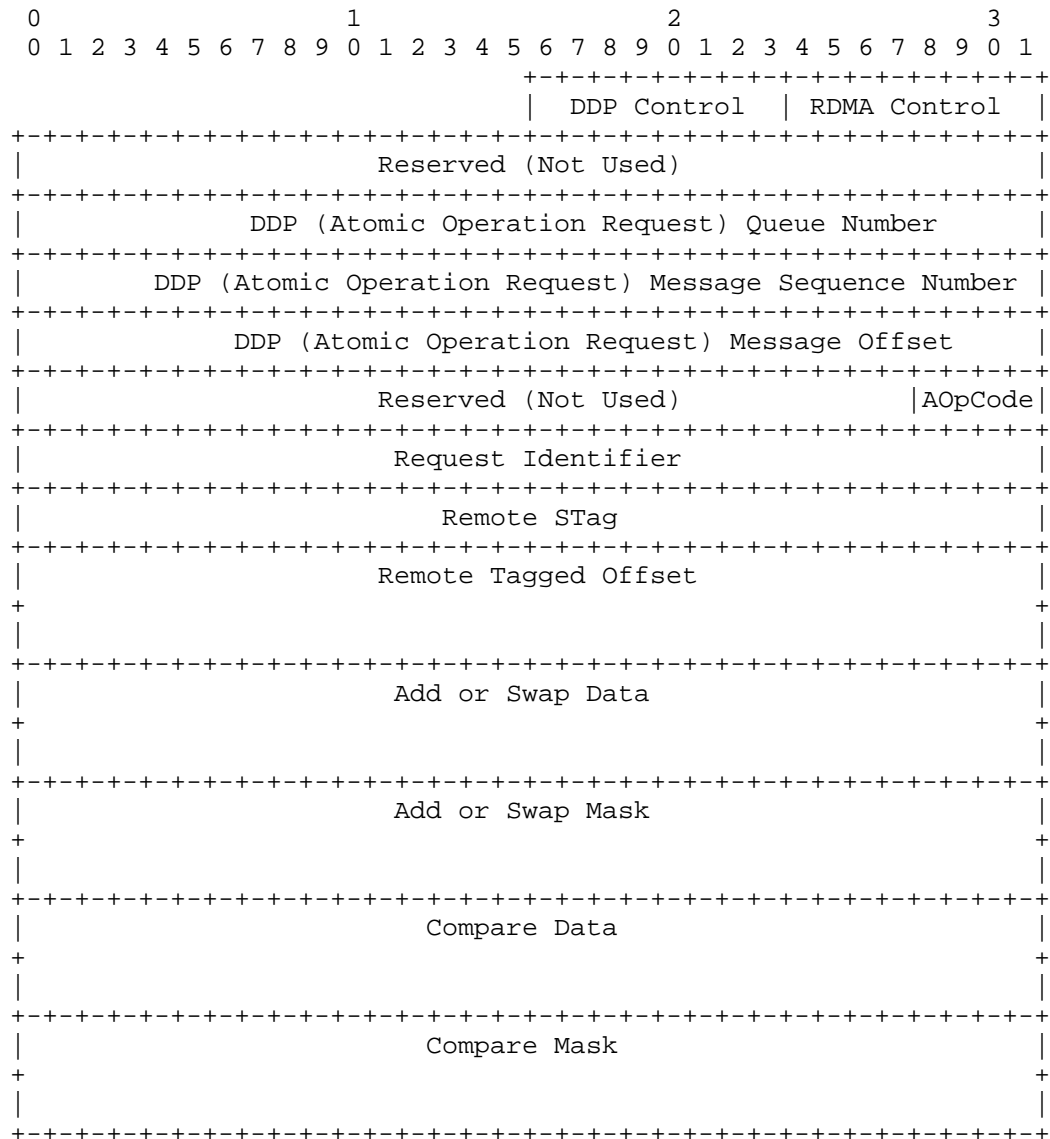 0                   1                   2                   3
0 1 2 3 4 5 6 7 8 9 0 1 2 3 4 5 6 7 8 9 0 1 2 3 4 5 6 7 8 9 0 1
+-+-+-+-+-+-+-+-+-+-+-+-+-+-+-+-+
| DDP Control | RDMA Control |
+-+-+-+-+-+-+-+-+-+-+-+-+-+-+-+-+-+-+-+-+-+-+-+-+-+-+-+-+-+-+-+-+
| Reserved (Not Used) |
+-+-+-+-+-+-+-+-+-+-+-+-+-+-+-+-+-+-+-+-+-+-+-+-+-+-+-+-+-+-+-+-+
| DDP (Atomic Operation Request) Queue Number |
+-+-+-+-+-+-+-+-+-+-+-+-+-+-+-+-+-+-+-+-+-+-+-+-+-+-+-+-+-+-+-+-+
| DDP (Atomic Operation Request) Message Sequence Number |
+-+-+-+-+-+-+-+-+-+-+-+-+-+-+-+-+-+-+-+-+-+-+-+-+-+-+-+-+-+-+-+-+
| DDP (Atomic Operation Request) Message Offset |
+-+-+-+-+-+-+-+-+-+-+-+-+-+-+-+-+-+-+-+-+-+-+-+-+-+-+-+-+-+-+-+-+
| Reserved (Not Used) |AOpCode|
+-+-+-+-+-+-+-+-+-+-+-+-+-+-+-+-+-+-+-+-+-+-+-+-+-+-+-+-+-+-+-+-+
| Request Identifier |
+-+-+-+-+-+-+-+-+-+-+-+-+-+-+-+-+-+-+-+-+-+-+-+-+-+-+-+-+-+-+-+-+
| Remote STag |
+-+-+-+-+-+-+-+-+-+-+-+-+-+-+-+-+-+-+-+-+-+-+-+-+-+-+-+-+-+-+-+-+
| Remote Tagged Offset |
+ +
| |
+-+-+-+-+-+-+-+-+-+-+-+-+-+-+-+-+-+-+-+-+-+-+-+-+-+-+-+-+-+-+-+-+
| Add or Swap Data |
+ +
| |
+-+-+-+-+-+-+-+-+-+-+-+-+-+-+-+-+-+-+-+-+-+-+-+-+-+-+-+-+-+-+-+-+
| Add or Swap Mask |
+ +
| |
+-+-+-+-+-+-+-+-+-+-+-+-+-+-+-+-+-+-+-+-+-+-+-+-+-+-+-+-+-+-+-+-+
| Compare Data |
+ +
| |
+-+-+-+-+-+-+-+-+-+-+-+-+-+-+-+-+-+-+-+-+-+-+-+-+-+-+-+-+-+-+-+-+
| Compare Mask |
+ +
| |
+-+-+-+-+-+-+-+-+-+-+-+-+-+-+-+-+-+-+-+-+-+-+-+-+-+-+-+-+-+-+-+-+